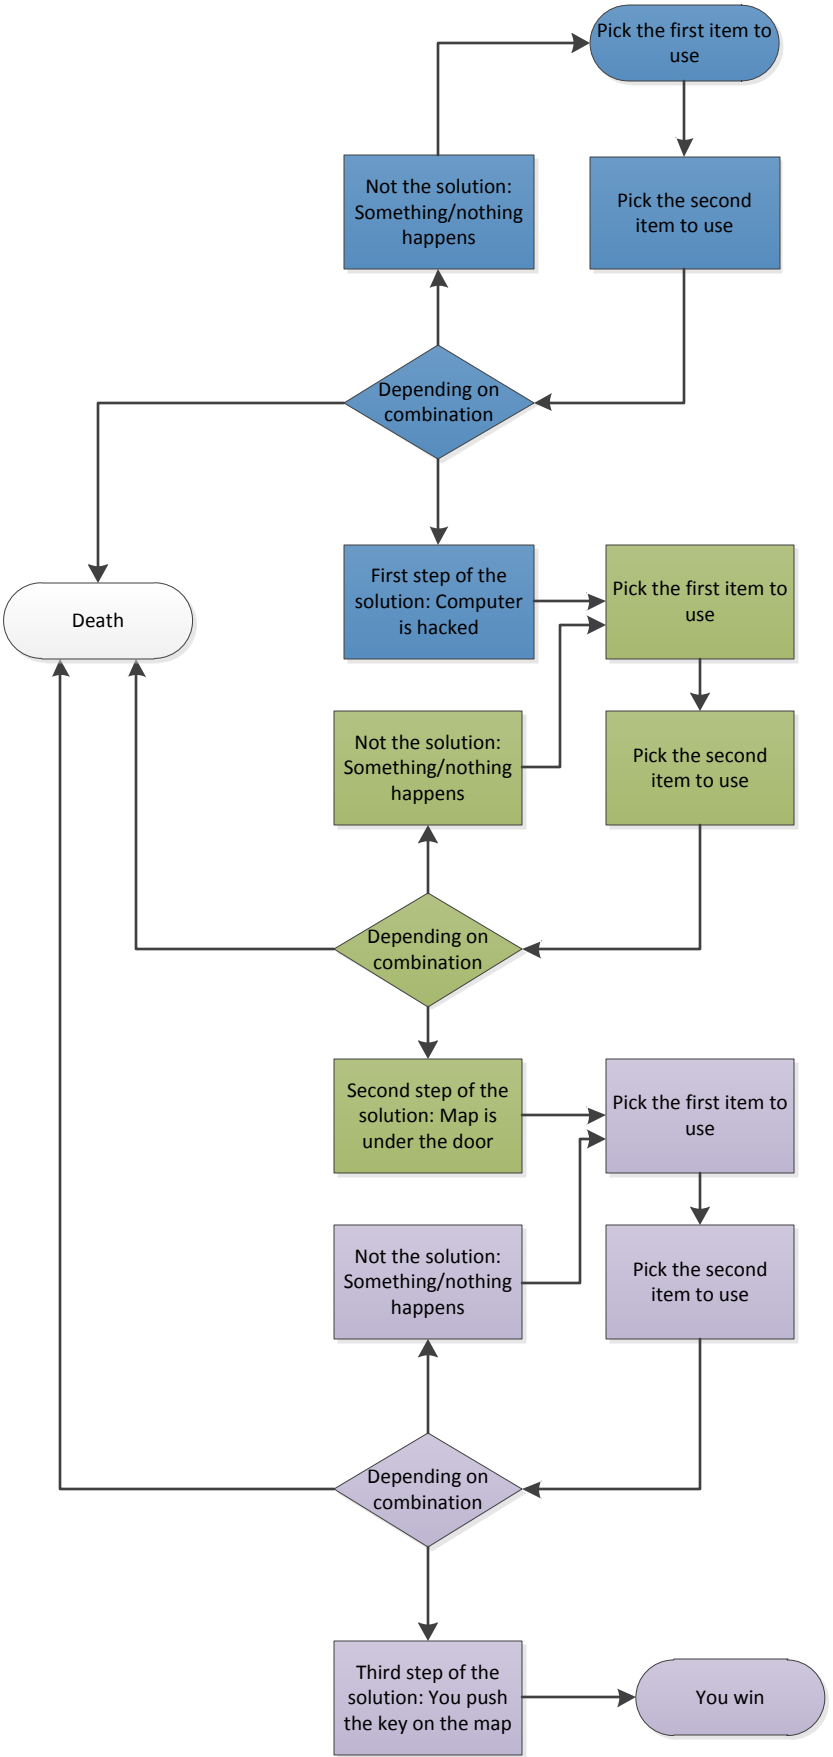 Pick the first item to
use
Not the solution:
Something/nothing
happens
Pick the second
item to use
Depending on
combination
First step of the
solution: Computer
is hacked
Pick the first item to
use
Death
Not the solution:
Something/nothing
happens
Pick the second
item to use
Depending on
combination
Second step of the
solution: Map is
under the door
Pick the first item to
use
Not the solution:
Something/nothing
happens
Pick the second
item to use
Depending on
combination
Third step of the
solution: You push
the key on the map
You win